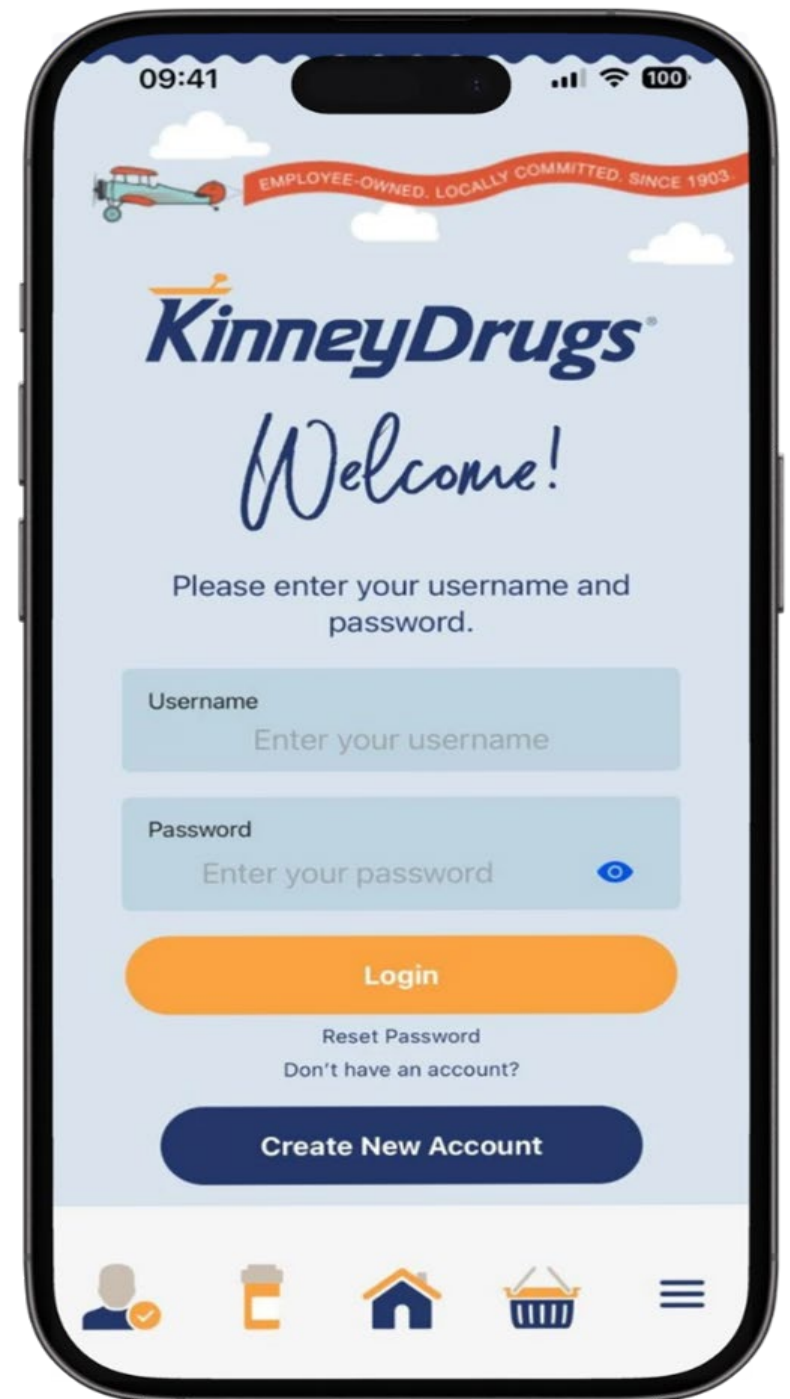 09:41
100
EMPLOYEE-OWNED. LOCALLY COMMITTED. SINCE 1903.
KinneyDrugs®
Welcome!
Please enter your username and
password.
Username
Enter your username
Password
Enter your password
Login
Reset Password
Don't have an account?
Create New Account